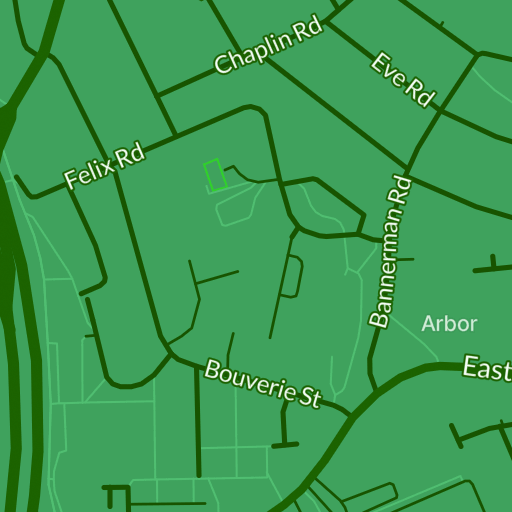 Chaplin Rd
Eve Rd
Felix Rd
Bannerman Rd
Arbor
East
Bouverie St